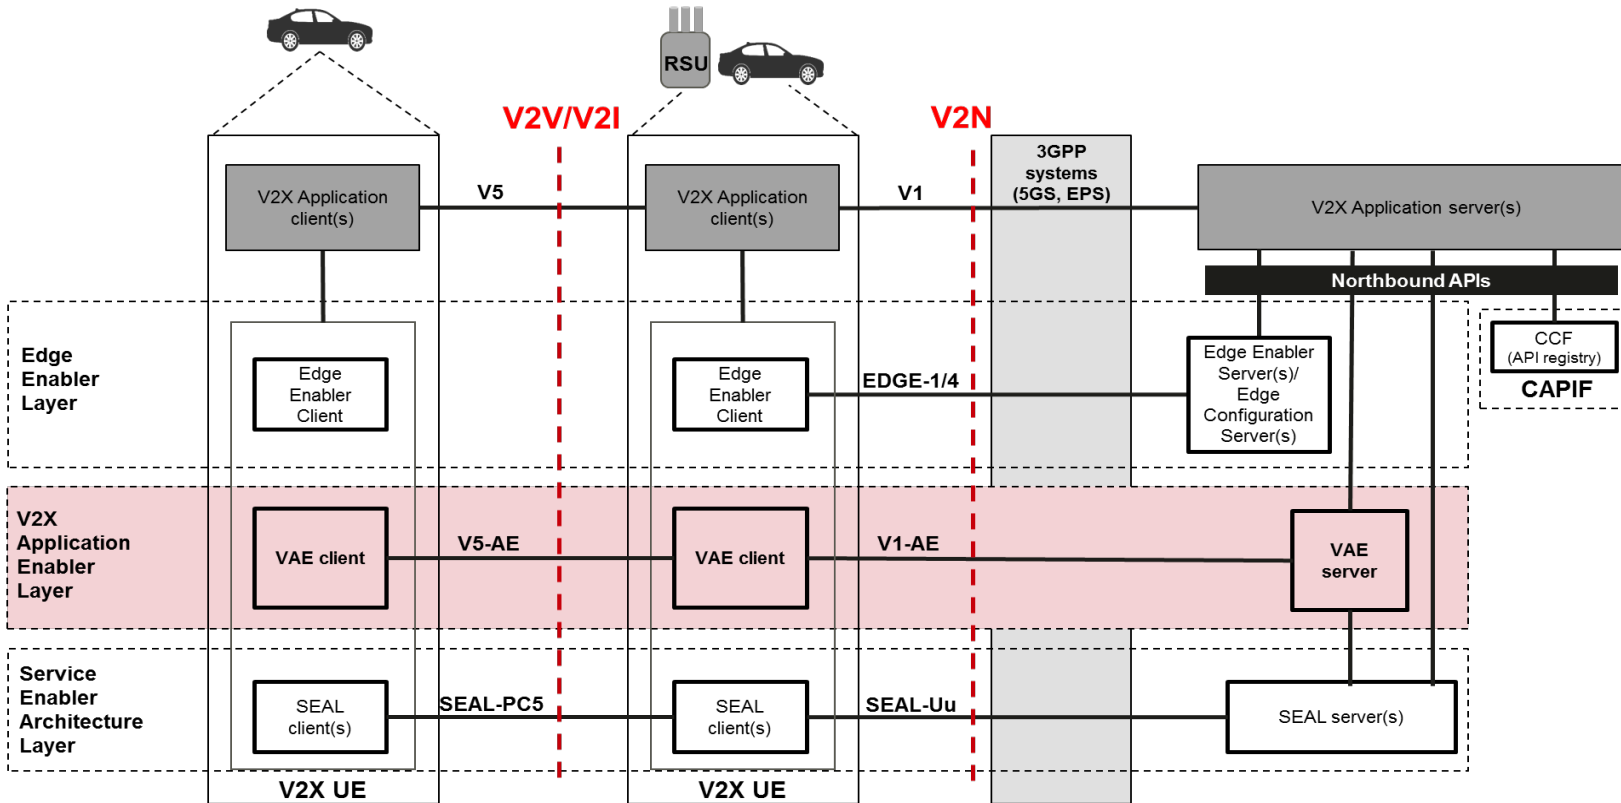 RSU
V2V/V2I
V2N
3GPP
systems
(5GS, EPS)
V2X Application
client(s)
V5
V2X Application
client(s)
V1
V2X Application server(s)
Northbound APIs
Edge
Enabler
Layer
Edge
Enabler
Client
Edge
Enabler
Client
EDGE-1/4
Edge Enabler
Server(s)/
Edge
Configuration
Server(s)
CCF
(API registry)
CAPIF
V2X
Application
Enabler
Layer
VAE client
V5-AE
VAE client
V1-AE
VAE
server
Service
Enabler
Architecture
Layer
SEAL
client(s)
SEAL-PC5
SEAL
client(s)
SEAL-Uu
SEAL server(s)
V2X UE
V2X UE